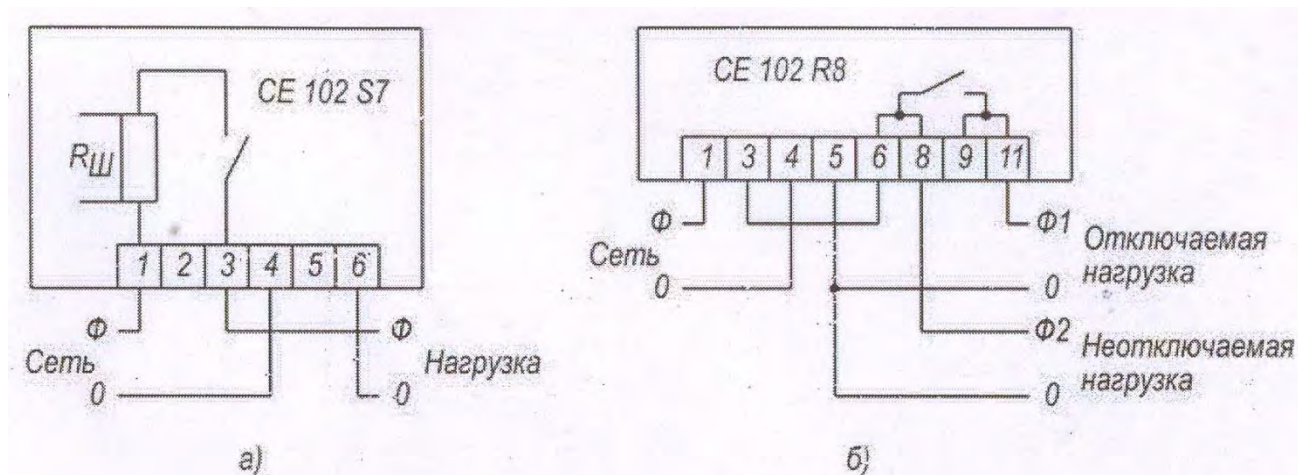 CE 102 S7
RШ
1 2 3 4 5 6
Ф Ф
Сеть Нагрузка
0 0
а)
CE 102 R8
1 3 4 5 6 8 9 11
Ф Ф1
Сеть Отключаемая
нагрузка
0 0
Ф2
Неотключаемая
нагрузка
0
б)